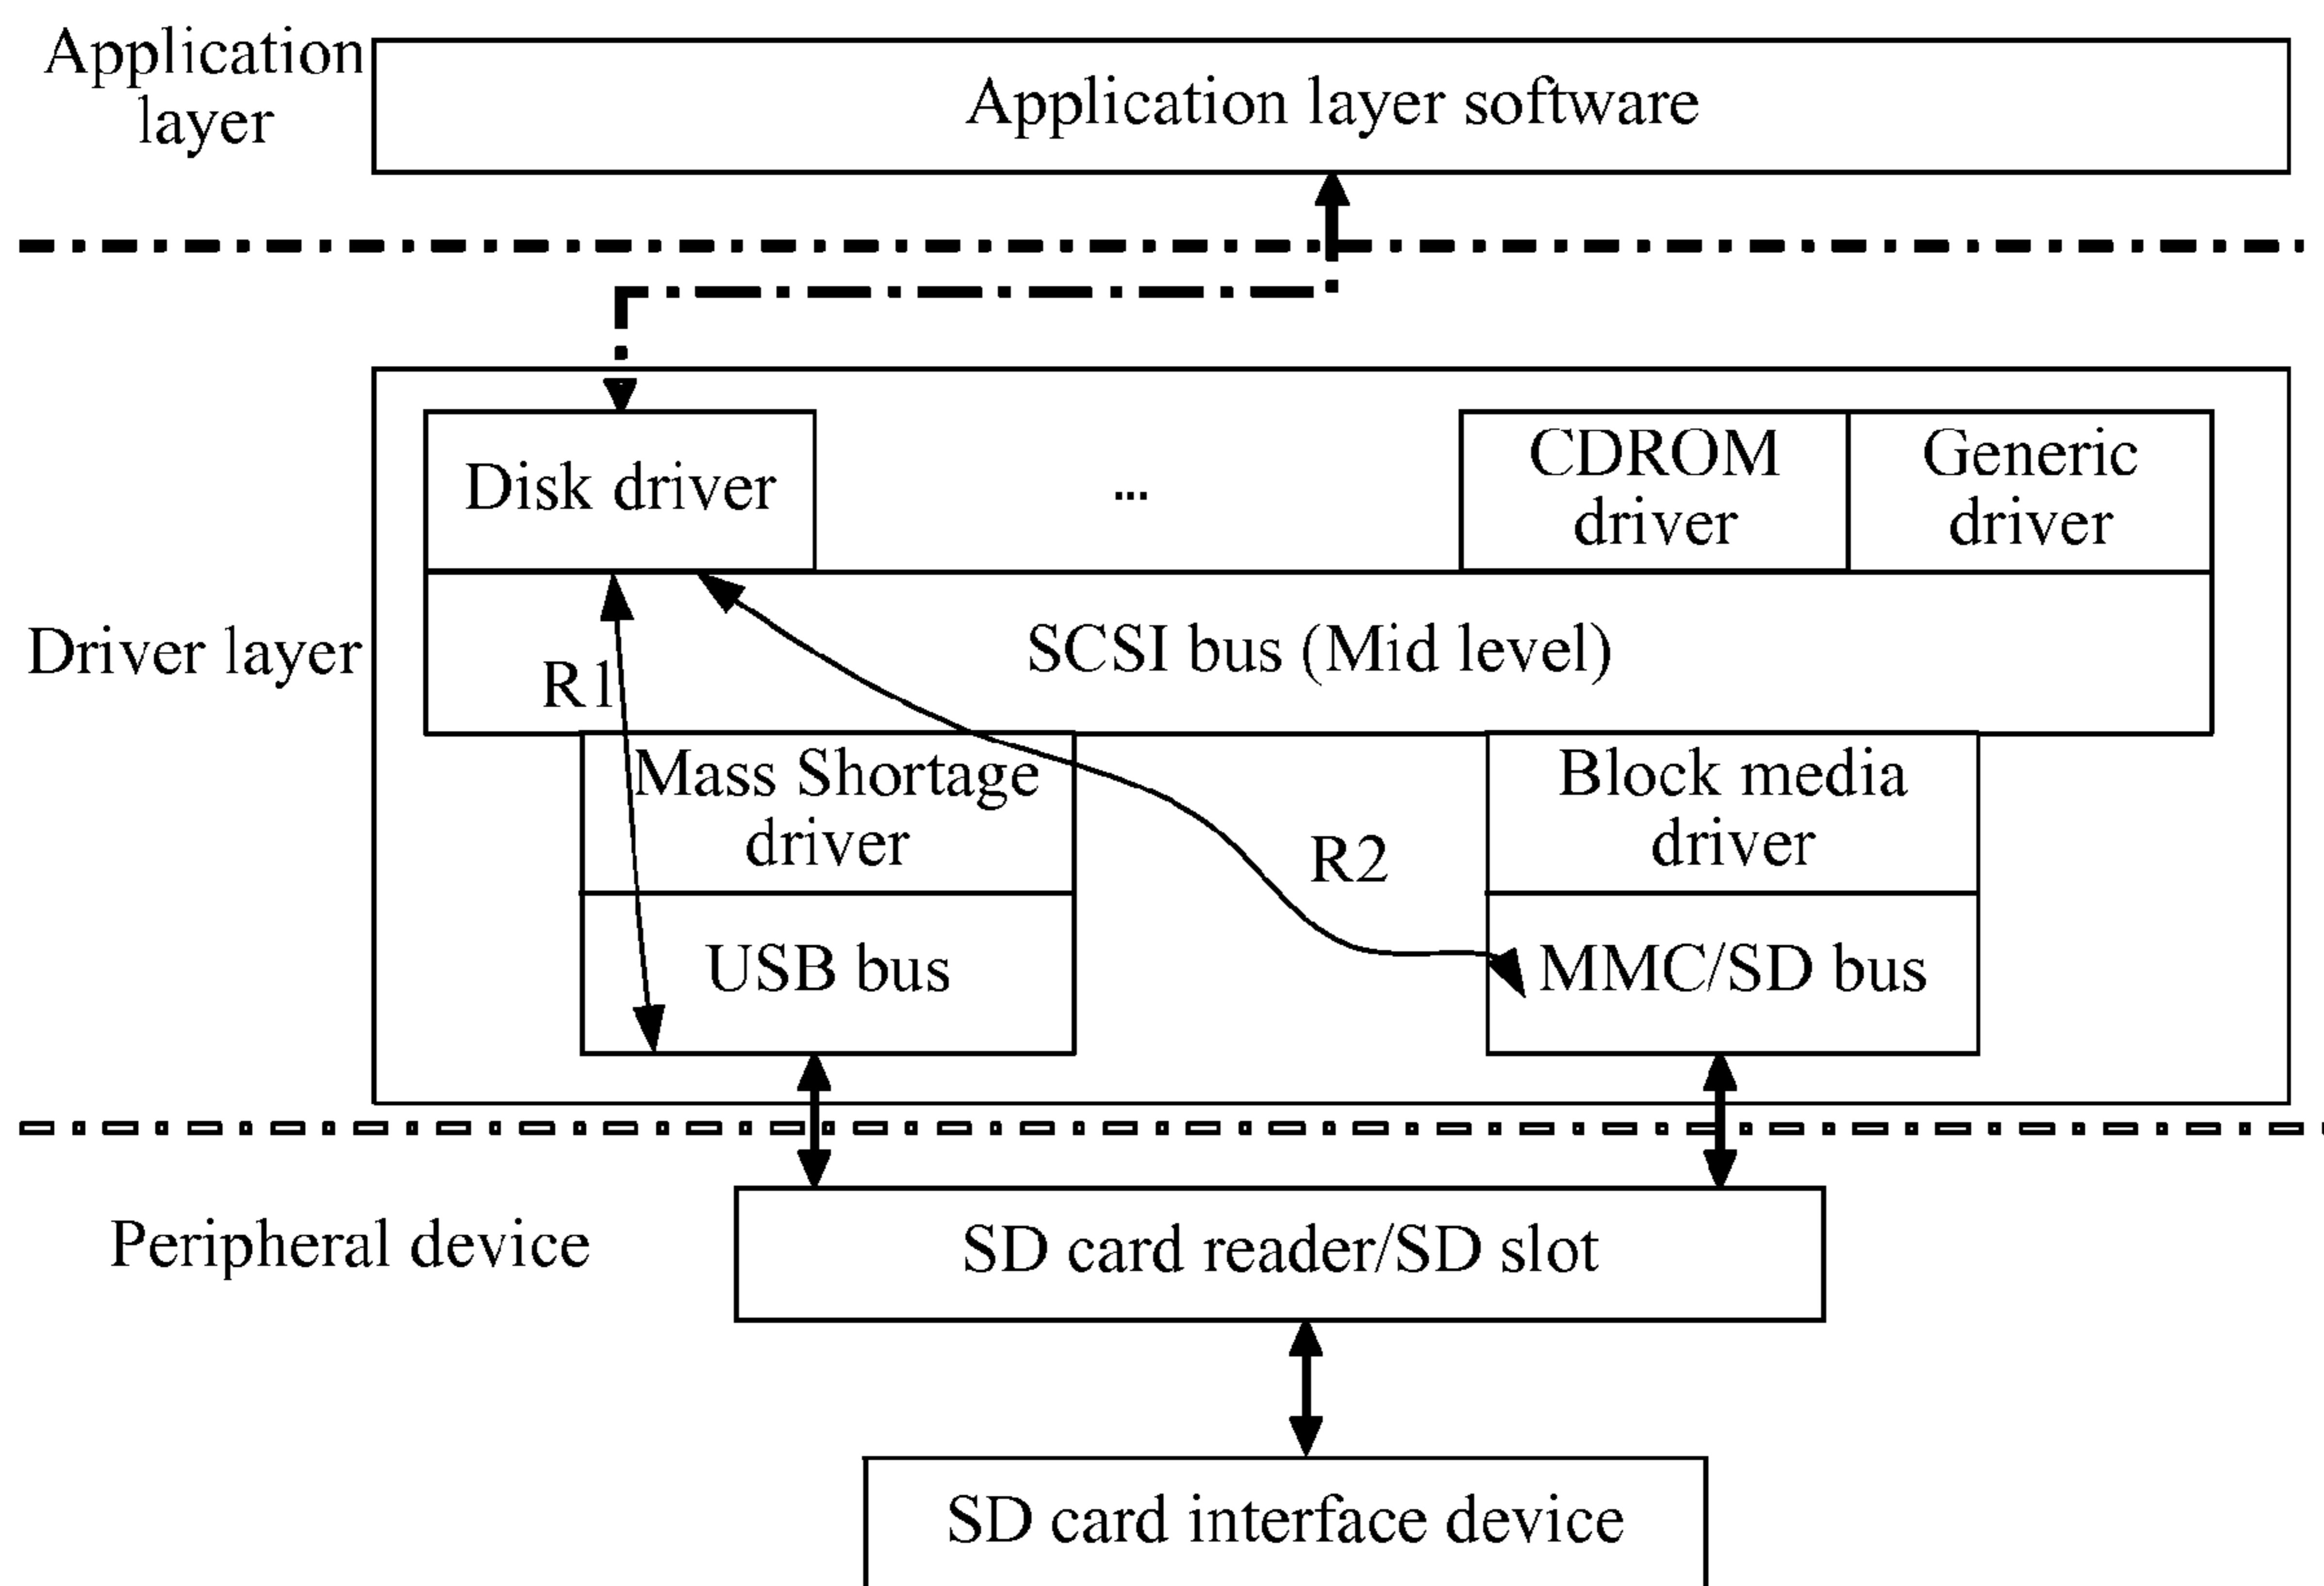 Application
layer
Application layer software
Disk driver
...
CDROM
driver
Generic
driver
Driver layer
SCSI bus (Mid level)
R1
Mass Shortage
driver
R2
Block media
driver
USB bus
MMC/SD bus
Peripheral device
SD card reader/SD slot
SD card interface device